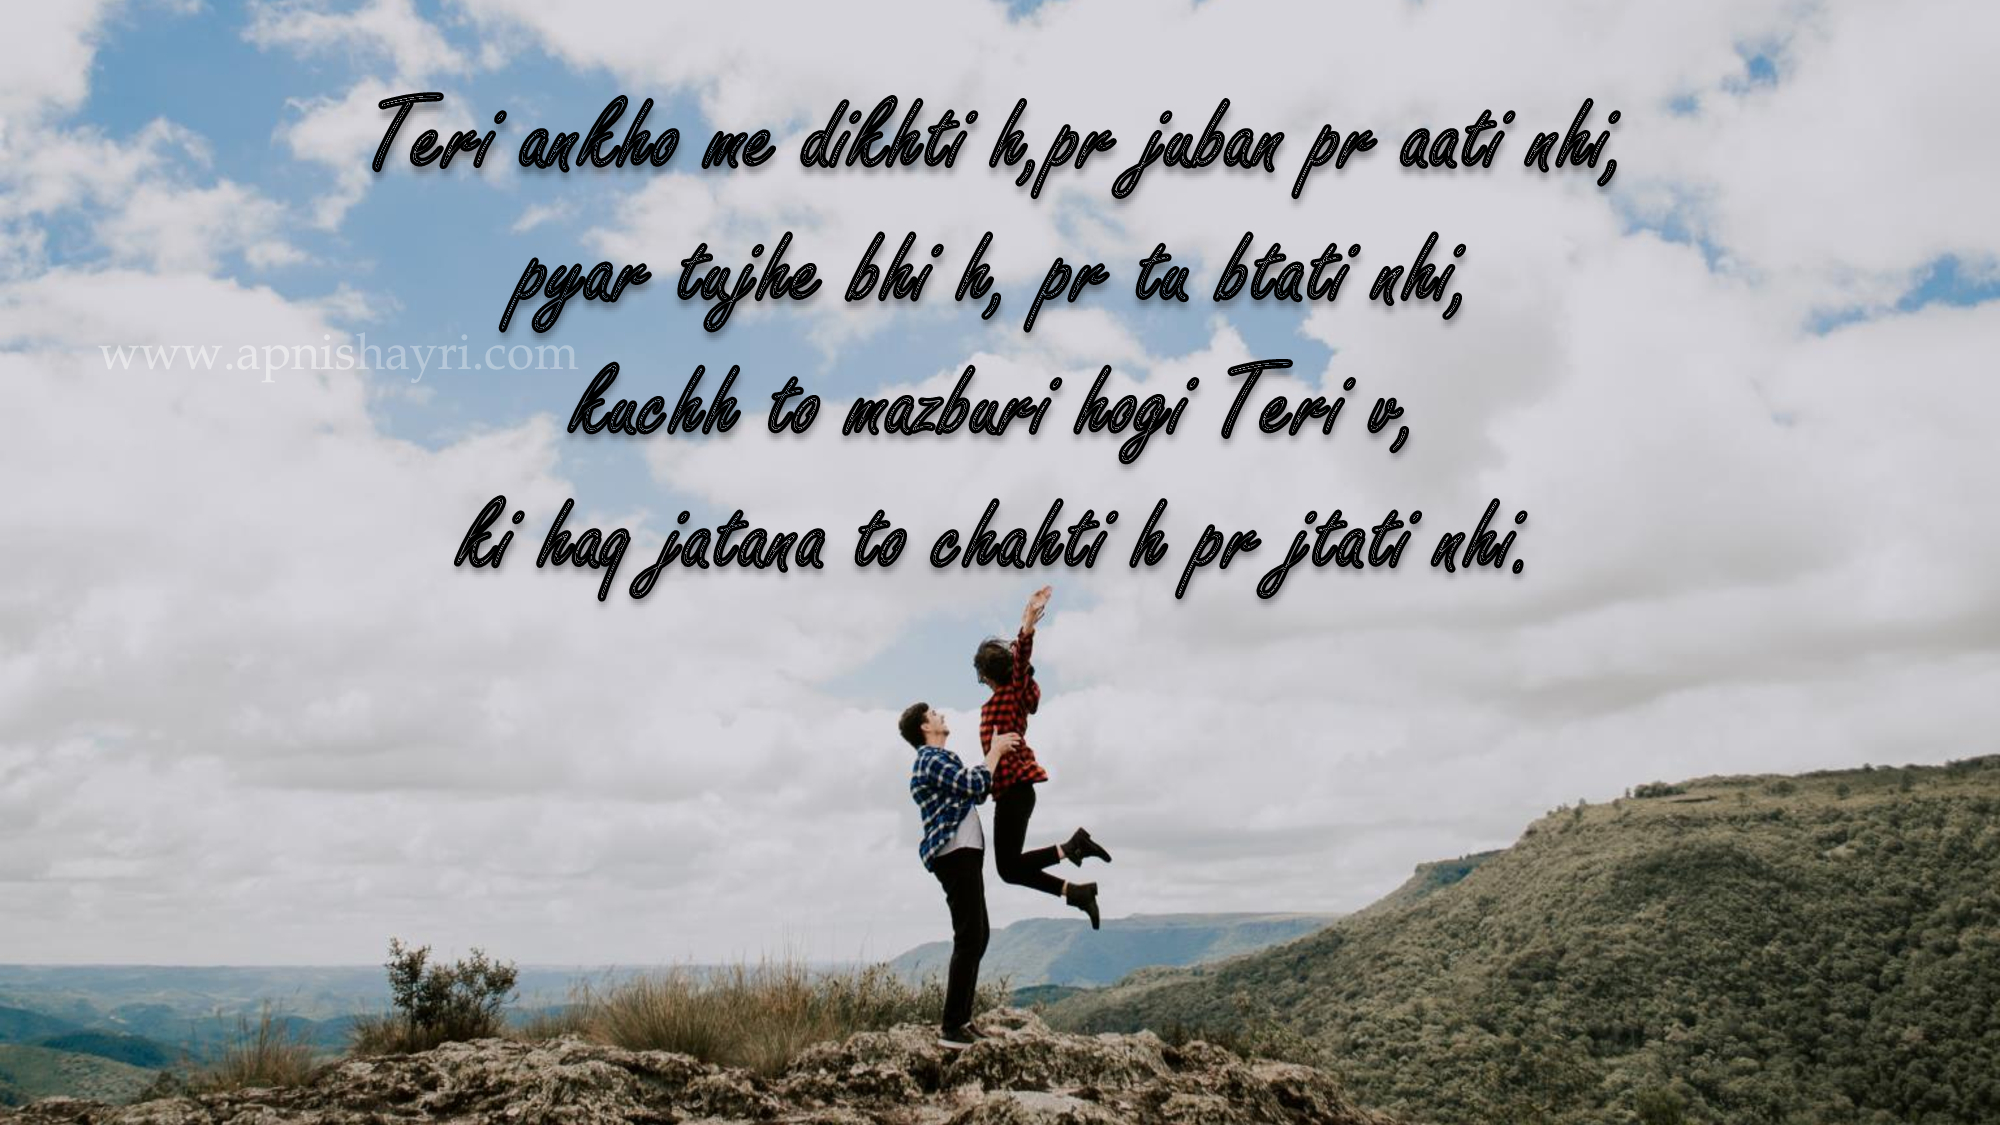 Teri ankho me dikhti h,pr juban pr aati nhi,
pyar tujhe bhi h, pr tu btati nhi,
www.apnishayri.com
kuchh to mazburi hogi Teri v,
ki haq jatana to chahti h pr jtati nhi.